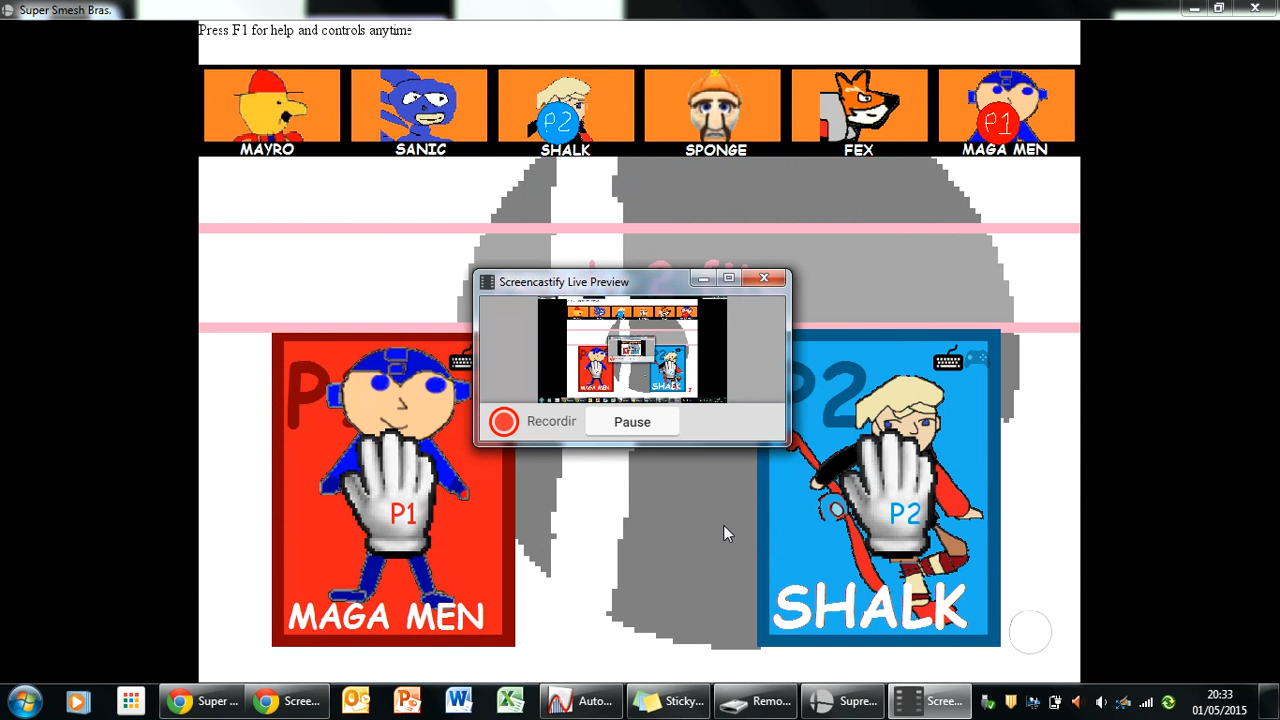 Super Smesh Bras.
Press F1 for help and controls anytime
P2
P1
MAYRO
SANIC
SHALK
SPONGE
FEX
MAGA MEN
Screencastify Live Preview
Recordir
Pause
P1
MAGA MEN
P2
P2
SHALK
Super ...
Scree...
Auto...
Sticky...
Remo...
Supre...
Scree...
20:33
01/05/2015